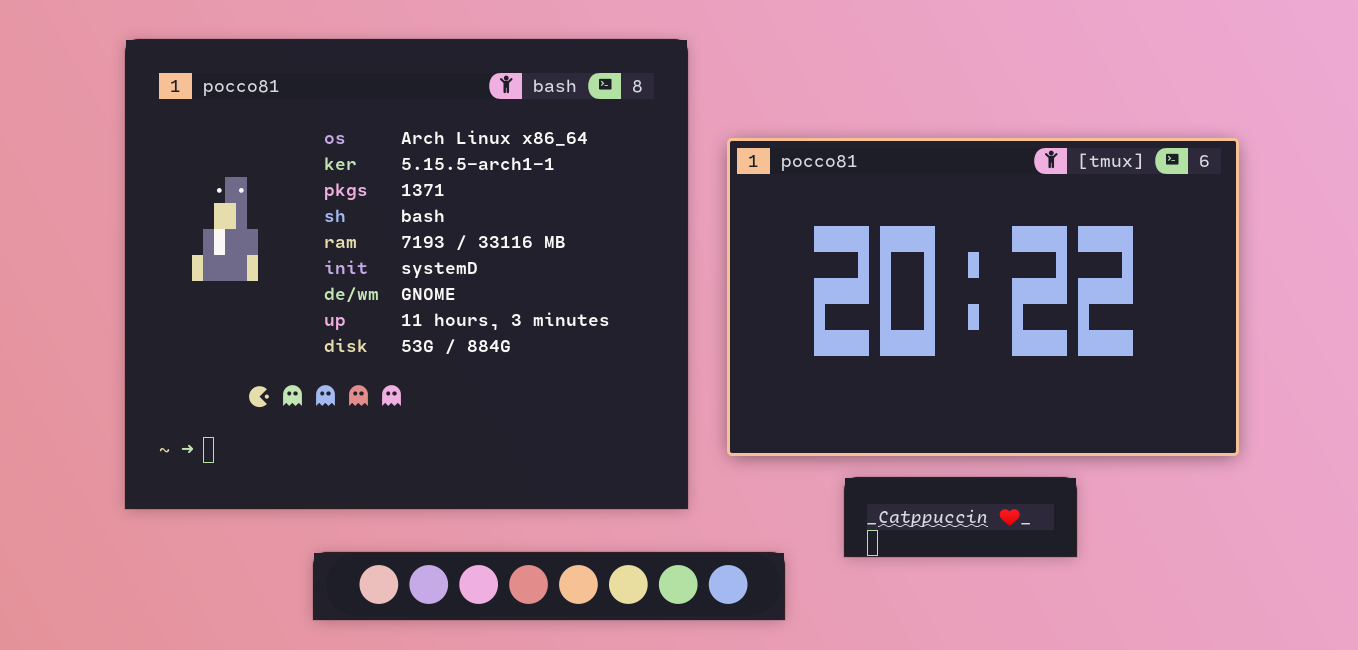 1 pocco81 bash 8
os Arch Linux x86_64
ker 5.15.5-arch1-1
pkgs 1371
sh bash
ram 7193 / 33116 MB
init systemD
de/wm GNOME
up 11 hours, 3 minutes
disk 53G / 884G
~ ➜
1 pocco81 [tmux] 6
20:22
_Catppuccin ❤️_